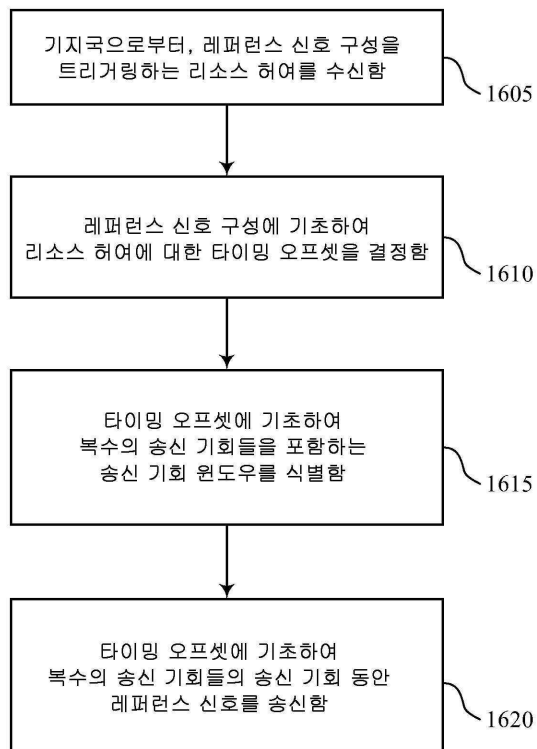 기지국으로부터, 레퍼런스 신호 구성을
트리거링하는 리소스 허여를 수신함
1605
레퍼런스 신호 구성에 기초하여
리소스 허여에 대한 타이밍 오프셋을 결정함
1610
타이밍 오프셋에 기초하여
복수의 송신 기회들을 포함하는
송신 기회 윈도우를 식별함
1615
타이밍 오프셋에 기초하여
복수의 송신 기회들의 송신 기회 동안
레퍼런스 신호를 송신함
1620